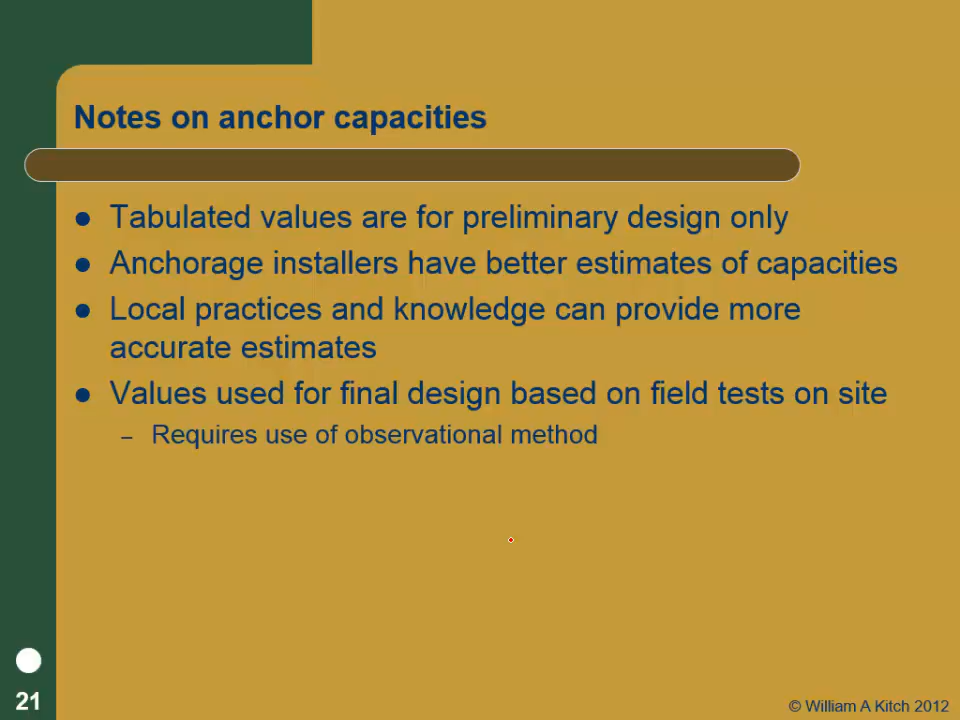 Notes on anchor capacities
● Tabulated values are for preliminary design only
● Anchorage installers have better estimates of capacities
● Local practices and knowledge can provide more
accurate estimates
● Values used for final design based on field tests on site
– Requires use of observational method
21
© William A Kitch 2012